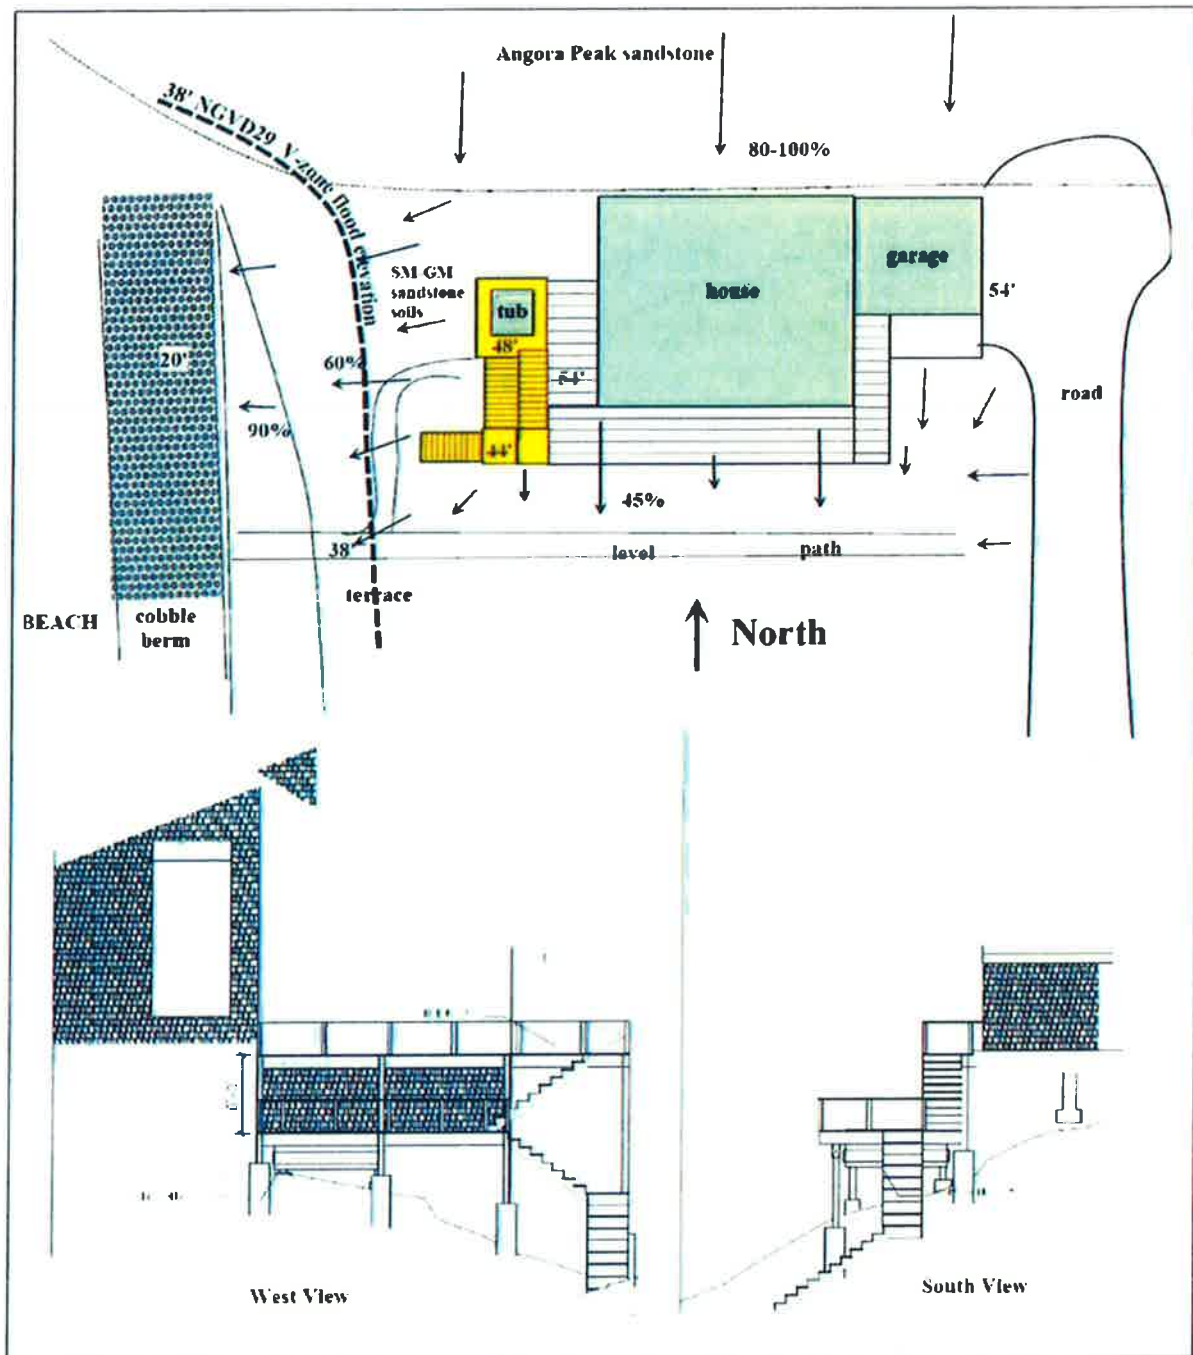 Angora Peak sandstone
38' NGVD29 V-zone flood elevation
80-100%
garage
house
54'
SM-GM
sandstone
soils
tub
48'
20'
60%
54'
road
90%
44'
45%
38'
level path
terrace
BEACH
cobble
berm
North
West View
South View